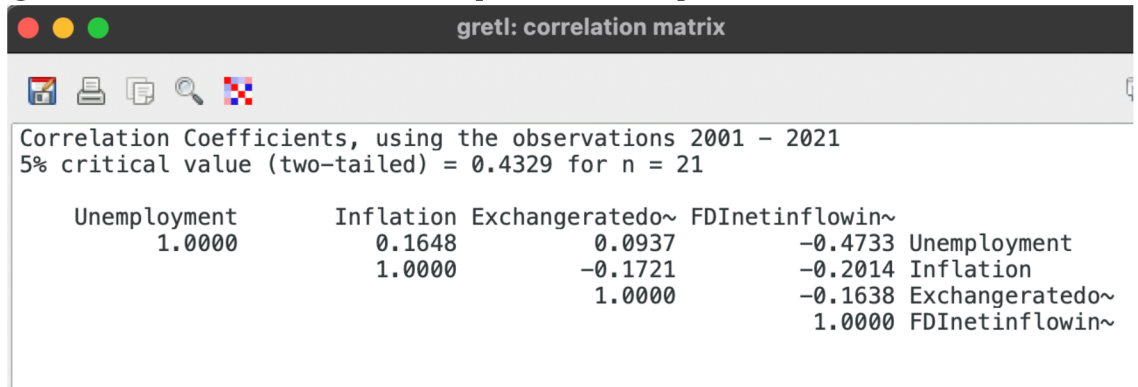 gretl: correlation matrix
Correlation Coefficients, using the observations 2001 – 2021
5% critical value (two-tailed) = 0.4329 for n = 21
Unemployment Inflation Exchangeratedo~ FDInetinflowin~
1.0000 0.1648 0.0937 -0.4733 Unemployment
1.0000 -0.1721 -0.2014 Inflation
1.0000 -0.1638 Exchangeratedo~
1.0000 FDInetinflowin~